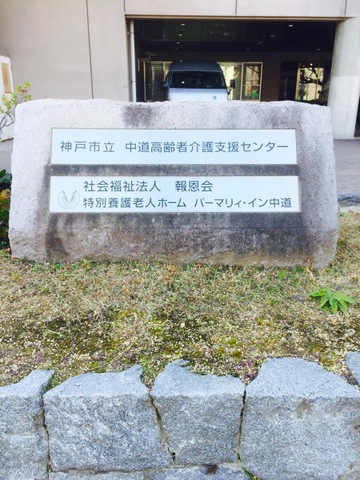 神戸市立 中道高齢者介護支援センター
社会福祉法人 報恩会
特別養護老人ホーム パーマリィ・イン中道